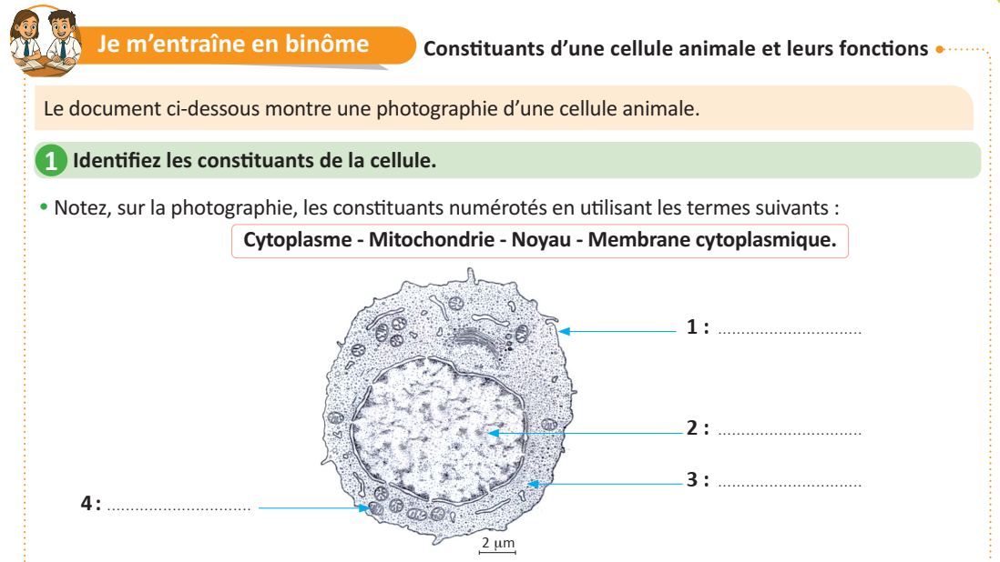 Je m'entraîne en binôme
Constituants d'une cellule animale et leurs fonctions
Le document ci-dessous montre une photographie d'une cellule animale.
1 Identifiez les constituants de la cellule.
• Notez, sur la photographie, les constituants numérotés en utilisant les termes suivants :
Cytoplasme - Mitochondrie - Noyau - Membrane cytoplasmique.
1 : ..............................
2 : ..............................
3 : ..............................
4 : ..............................
2 µm